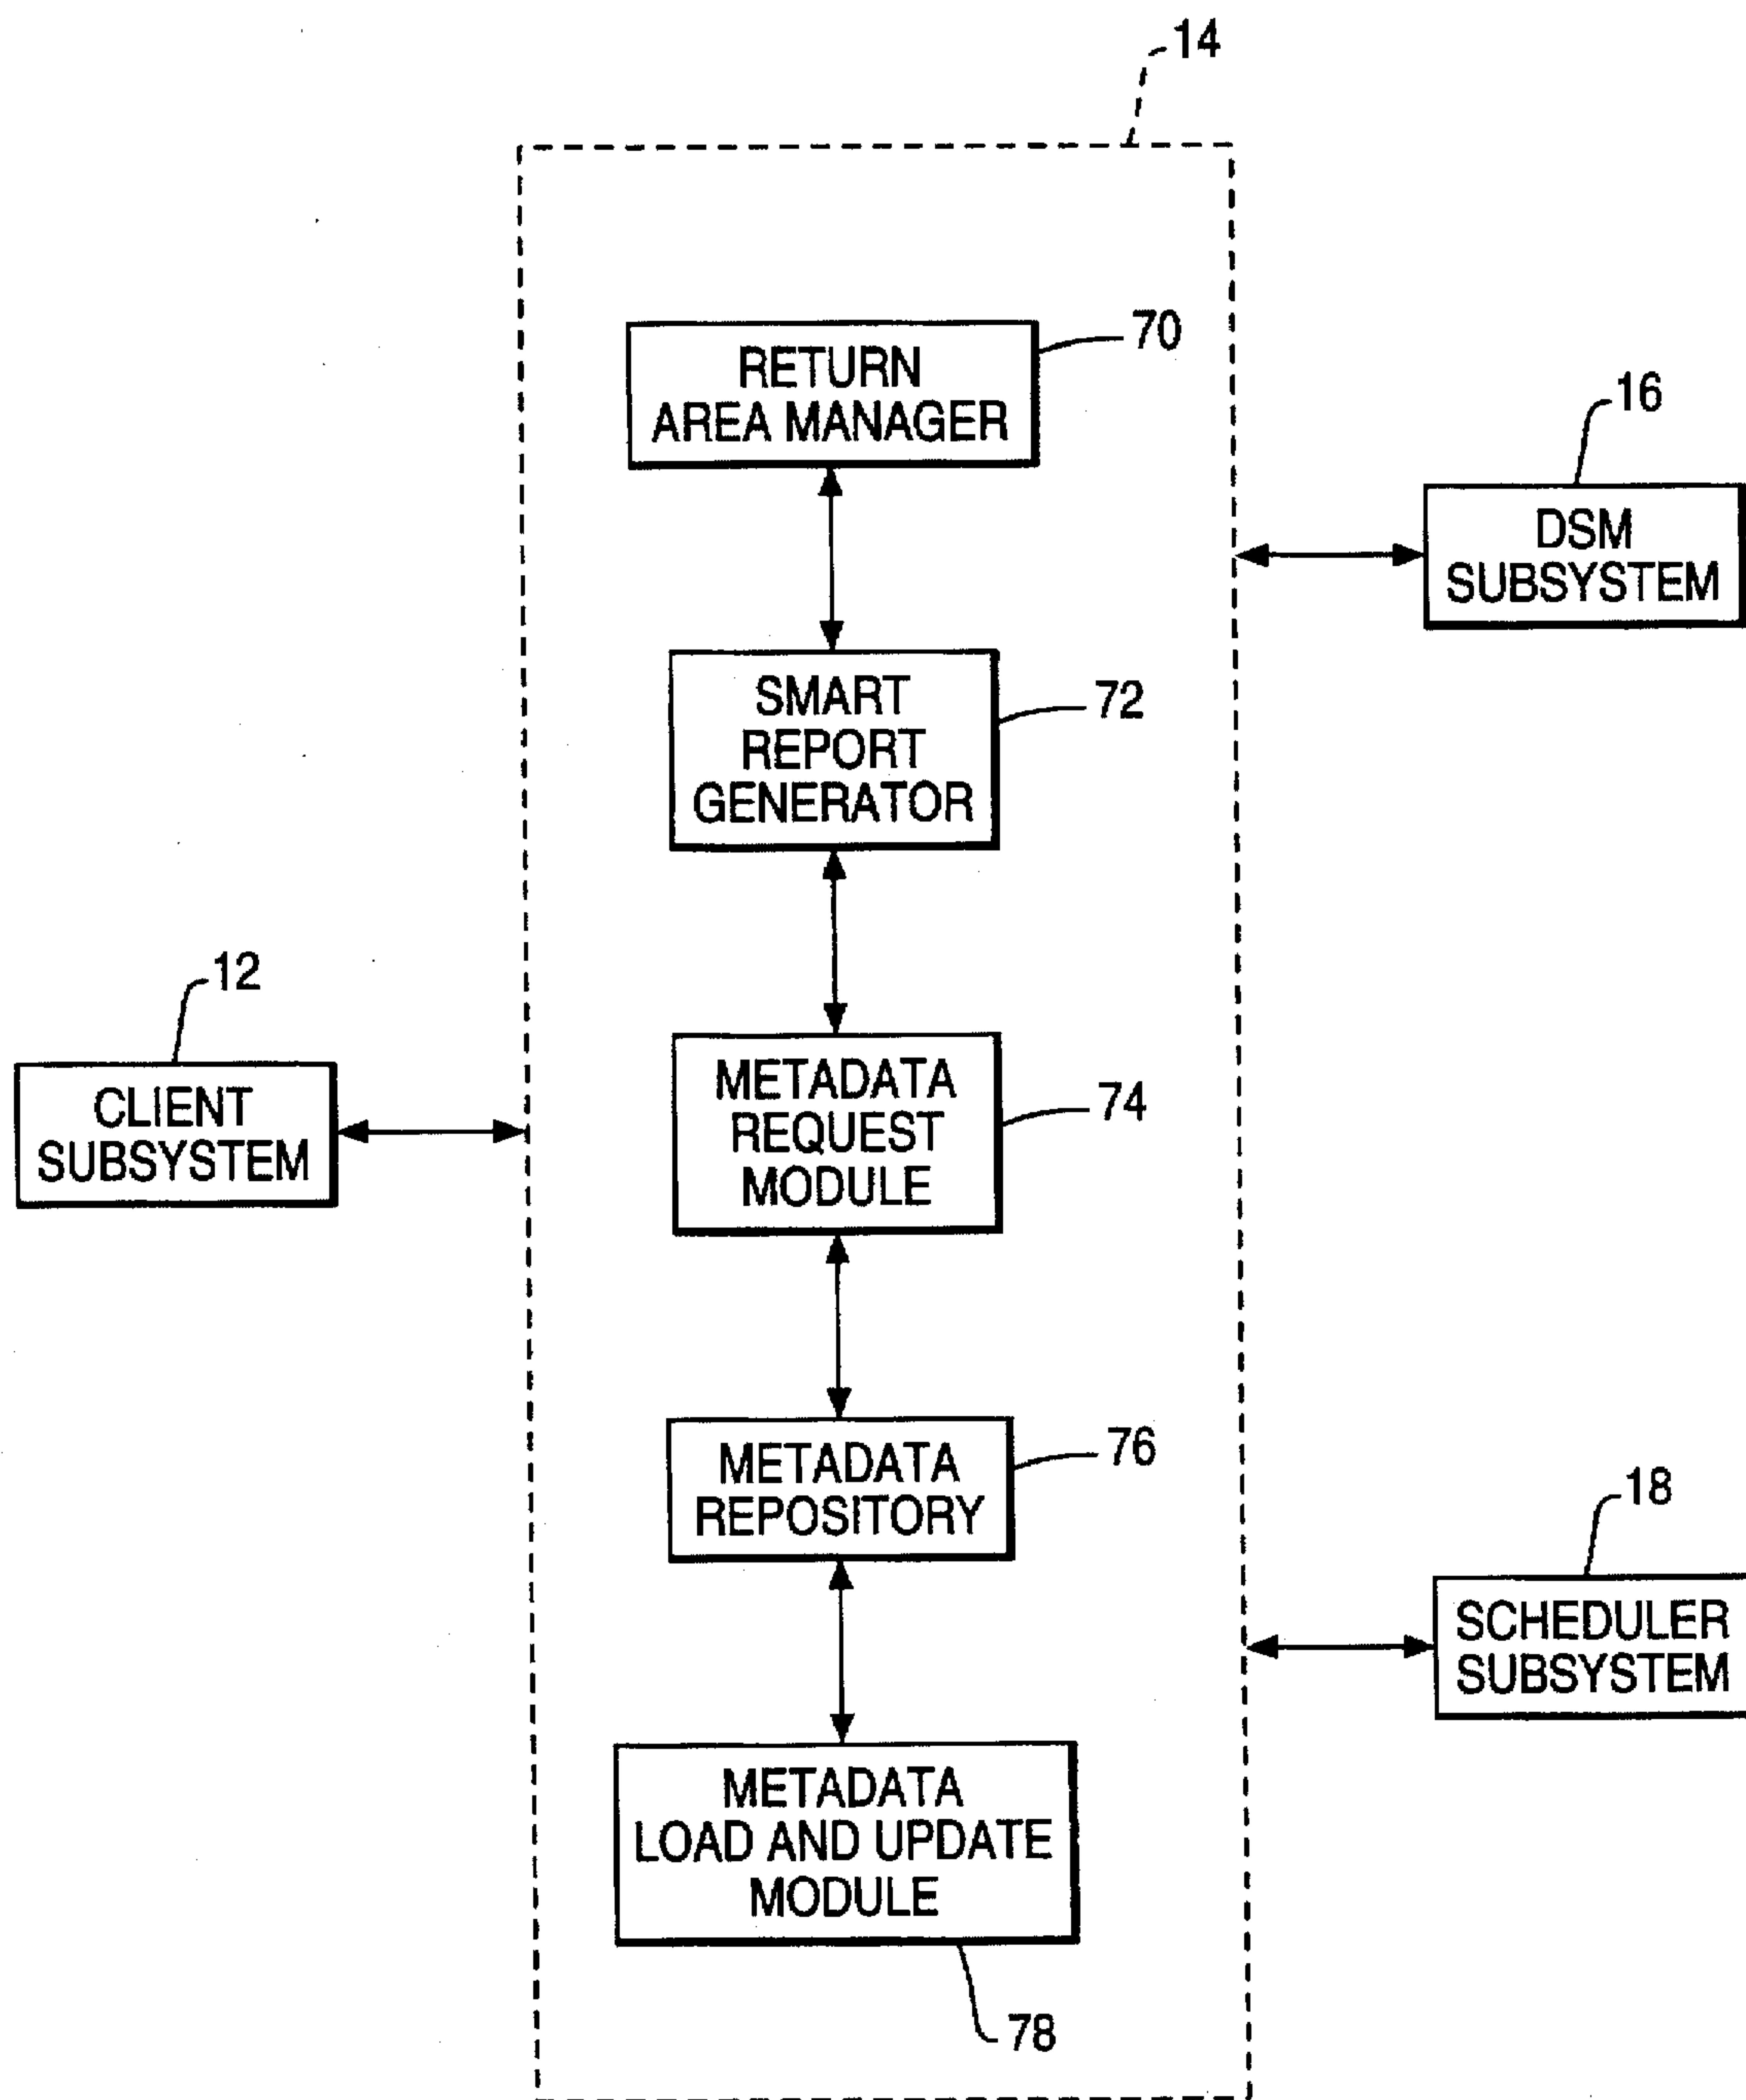 14
70
RETURN
AREA MANAGER
16
DSM
SUBSYSTEM
72
SMART
REPORT
GENERATOR
12
CLIENT
SUBSYSTEM
74
METADATA
REQUEST
MODULE
76
METADATA
REPOSITORY
18
SCHEDULER
SUBSYSTEM
METADATA
LOAD AND UPDATE
MODULE
78